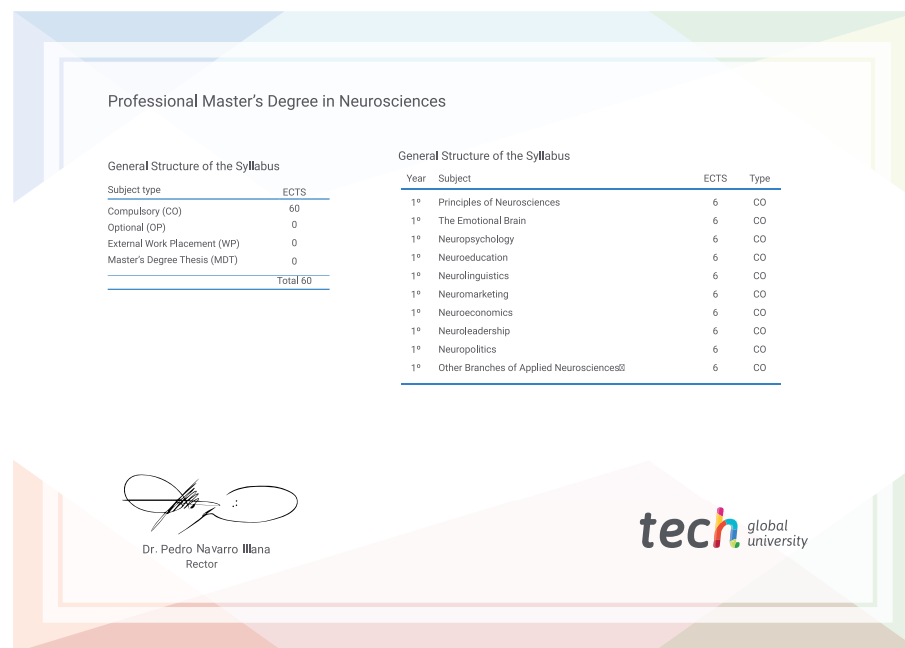 Professional Master's Degree in Neurosciences
General Structure of the Syllabus
Subject type ECTS
Compulsory (CO) 60
Optional (OP) 0
External Work Placement (WP) 0
Master's Degree Thesis (MDT) 0
Total 60
General Structure of the Syllabus
Year Subject ECTS Type
1º Principles of Neurosciences 6 CO
1º The Emotional Brain 6 CO
1º Neuropsychology 6 CO
1º Neuroeducation 6 CO
1º Neurolinguistics 6 CO
1º Neuromarketing 6 CO
1º Neuroeconomics 6 CO
1º Neuroleadership 6 CO
1º Neuropolitics 6 CO
1º Other Branches of Applied Neurosciences 6 CO
Dr. Pedro Navarro Illana
Rector
tech global
university